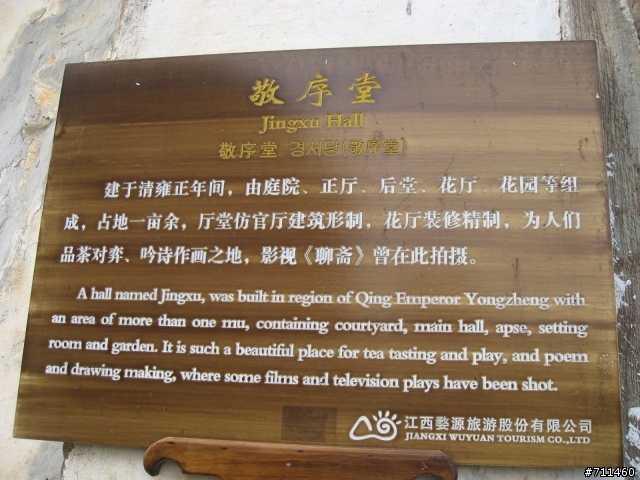 敬序堂
Jingxu Hall
敬序堂 경서당(敬序堂)
建于清雍正年间，由庭院、正厅、后堂、花厅、花园等组
成，占地一亩余，厅堂仿官厅建筑形制，花厅装修精制，为人们
品茶对弈、吟诗作画之地，影视《聊斋》曾在此拍摄。
A hall named Jingxu, was built in region of Qing Emperor Yongzheng with
an area of more than one mu, containing courtyard, main hall, apse, setting
room and garden. It is such a beautiful place for tea tasting and play, and poem
and drawing making, where some films and television plays have been shot.
江西婺源旅游股份有限公司
JIANGXI WUYUAN TOURISM CO.,LTD
#711460